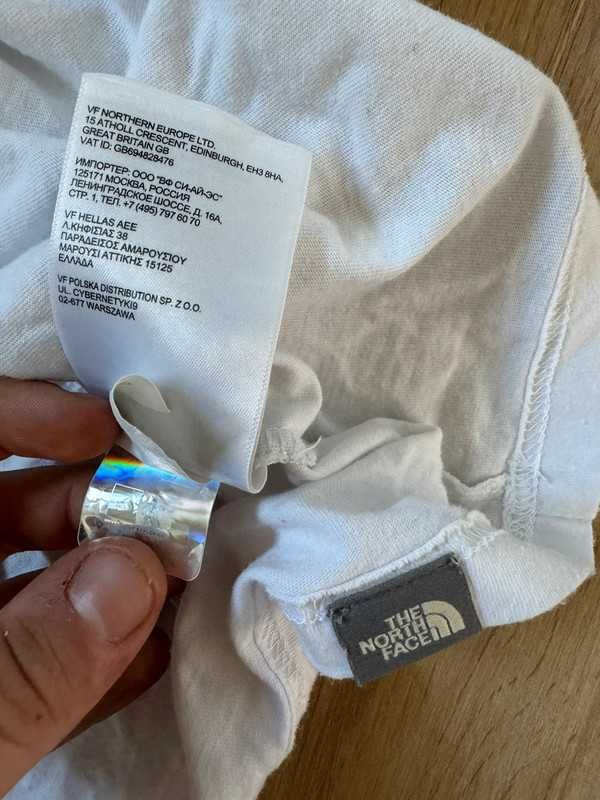 VF NORTHERN EUROPE LTD.
15 ATHOLL CRESCENT, EDINBURGH, EH3 8HA,
GREAT BRITAIN GB
VAT ID: GB694828476
ИМПОРТЕР: ООО "ВФ СИ-АЙ-ЭС"
125171 МОСКВА, РОССИЯ
ЛЕНИНГРАДСКОЕ ШОССЕ, Д. 16А,
СТР. 1, ТЕЛ. +7 (495) 797 60 70
VF HELLAS AEE
Λ.ΚΗΦΙΣΙΑΣ 38
ΠΑΡΑΔΕΙΣΟΣ ΑΜΑΡΟΥΣΙΟΥ
ΜΑΡΟΥΣΙ ΑΤΤΙΚΗΣ 15125
ΕΛΛΑΔΑ
VF POLSKA DISTRIBUTION SP. Z O.O.
UL. CYBERNETYKI9
02-677 WARSZAWA
THE
NORTH
FACE